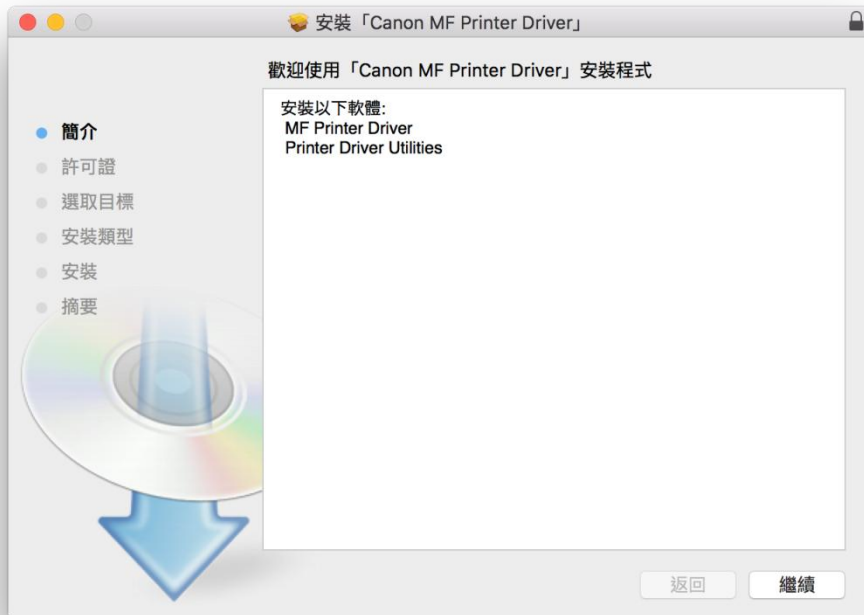 安裝「Canon MF Printer Driver」
歡迎使用「Canon MF Printer Driver」安裝程式
簡介
許可證
選取目標
安裝類型
安裝
摘要
安裝以下軟體:
MF Printer Driver
Printer Driver Utilities
返回
繼續